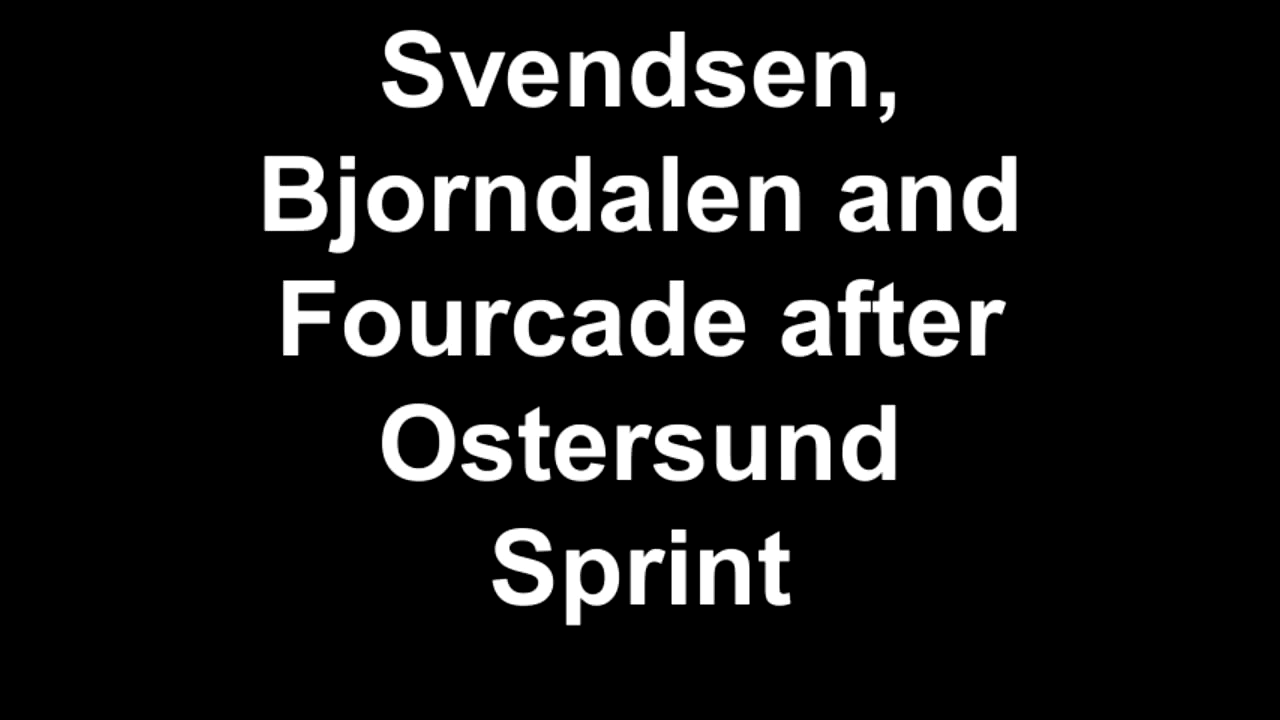 Svendsen,
Bjorndalen and
Fourcade after
Ostersund
Sprint